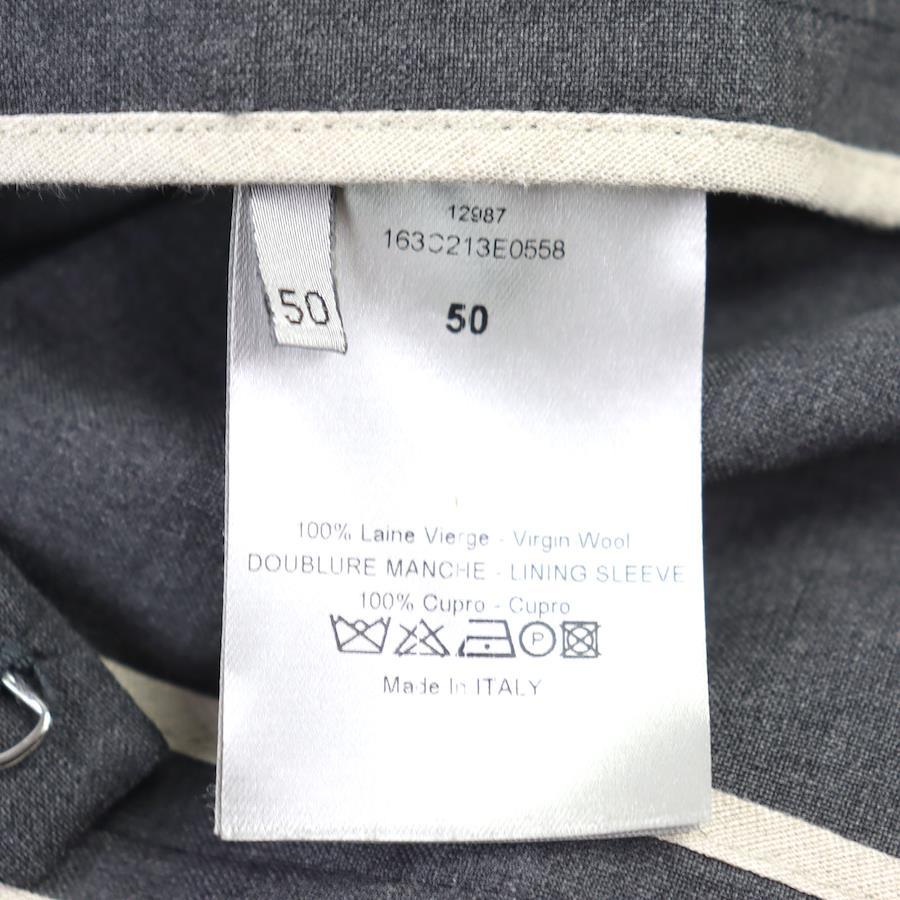 12987
163C213E0558
50
50
100% Laine Vierge - Virgin Wool
DOUBLURE MANCHE - LINING SLEEVE
100% Cupro - Cupro
P
Made In ITALY